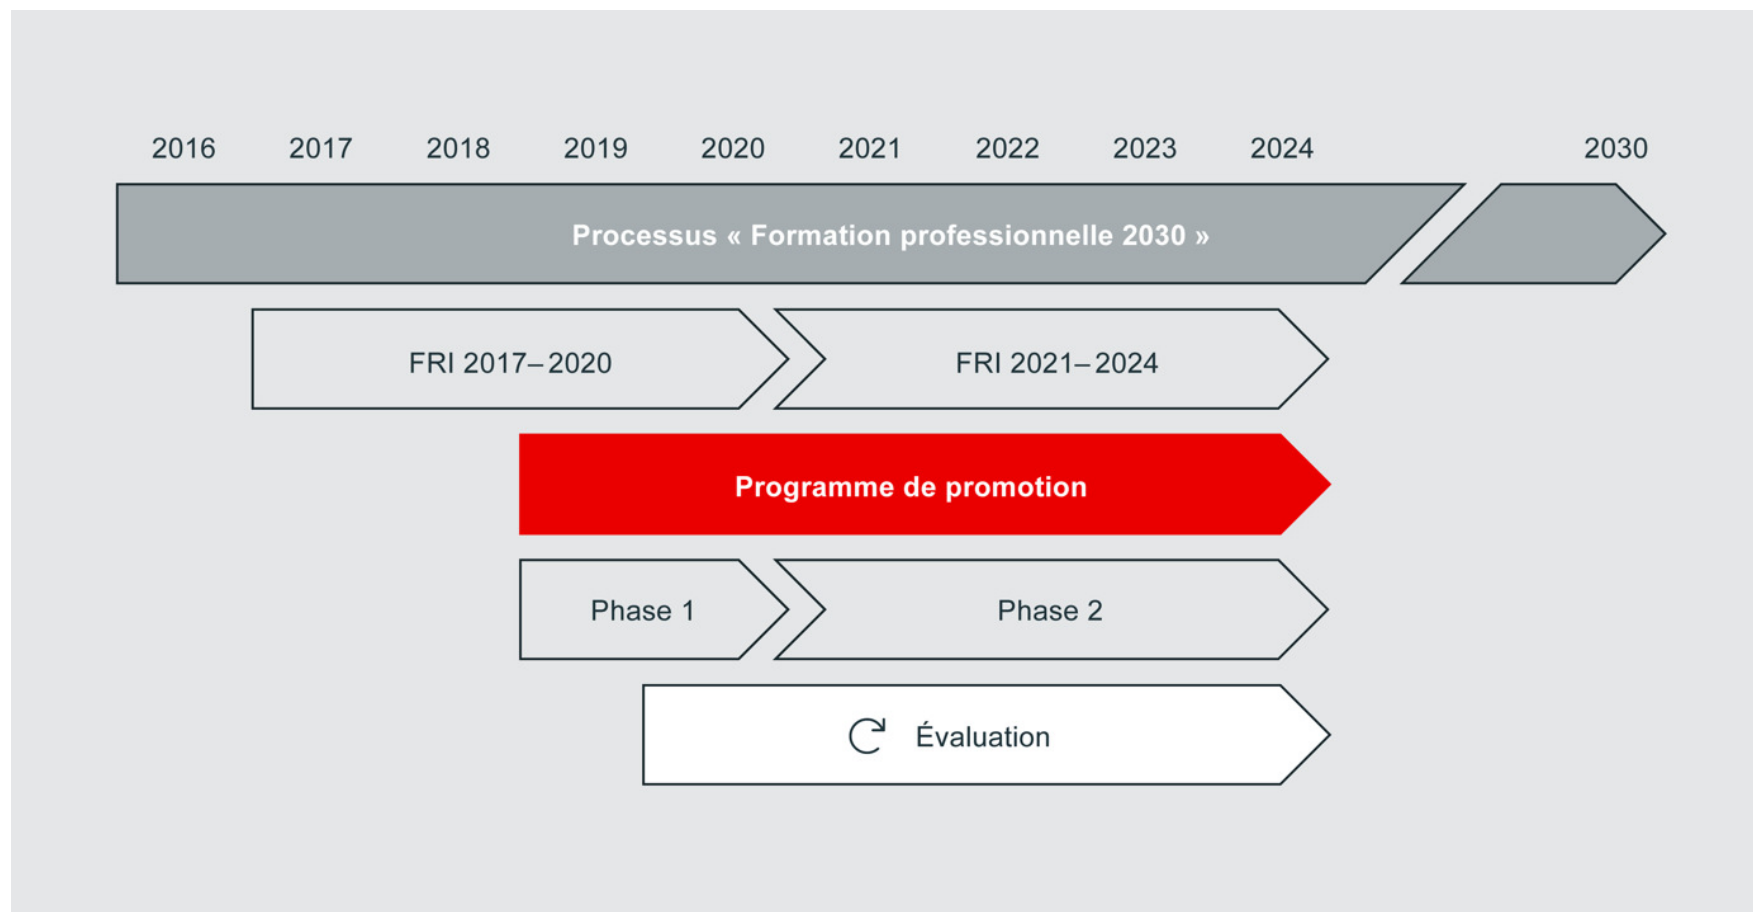 2016 2017 2018 2019 2020 2021 2022 2023 2024 2030
Processus « Formation professionnelle 2030 »
FRI 2017–2020 FRI 2021–2024
Programme de promotion
Phase 1 Phase 2
Évaluation